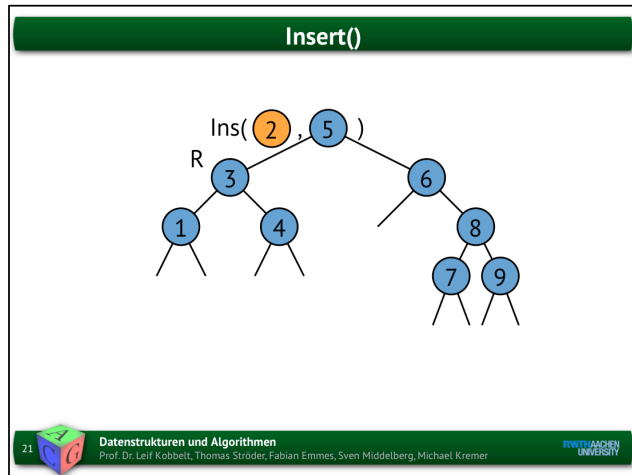 Insert()
Ins( 2 , 5 )
R
3
6
1
4
8
7
9
21
A
C
G
Datenstrukturen und Algorithmen
Prof. Dr. Leif Kobbelt, Thomas Ströder, Fabian Emmes, Sven Middelberg, Michael Kremer
RWTHAACHEN
UNIVERSITY